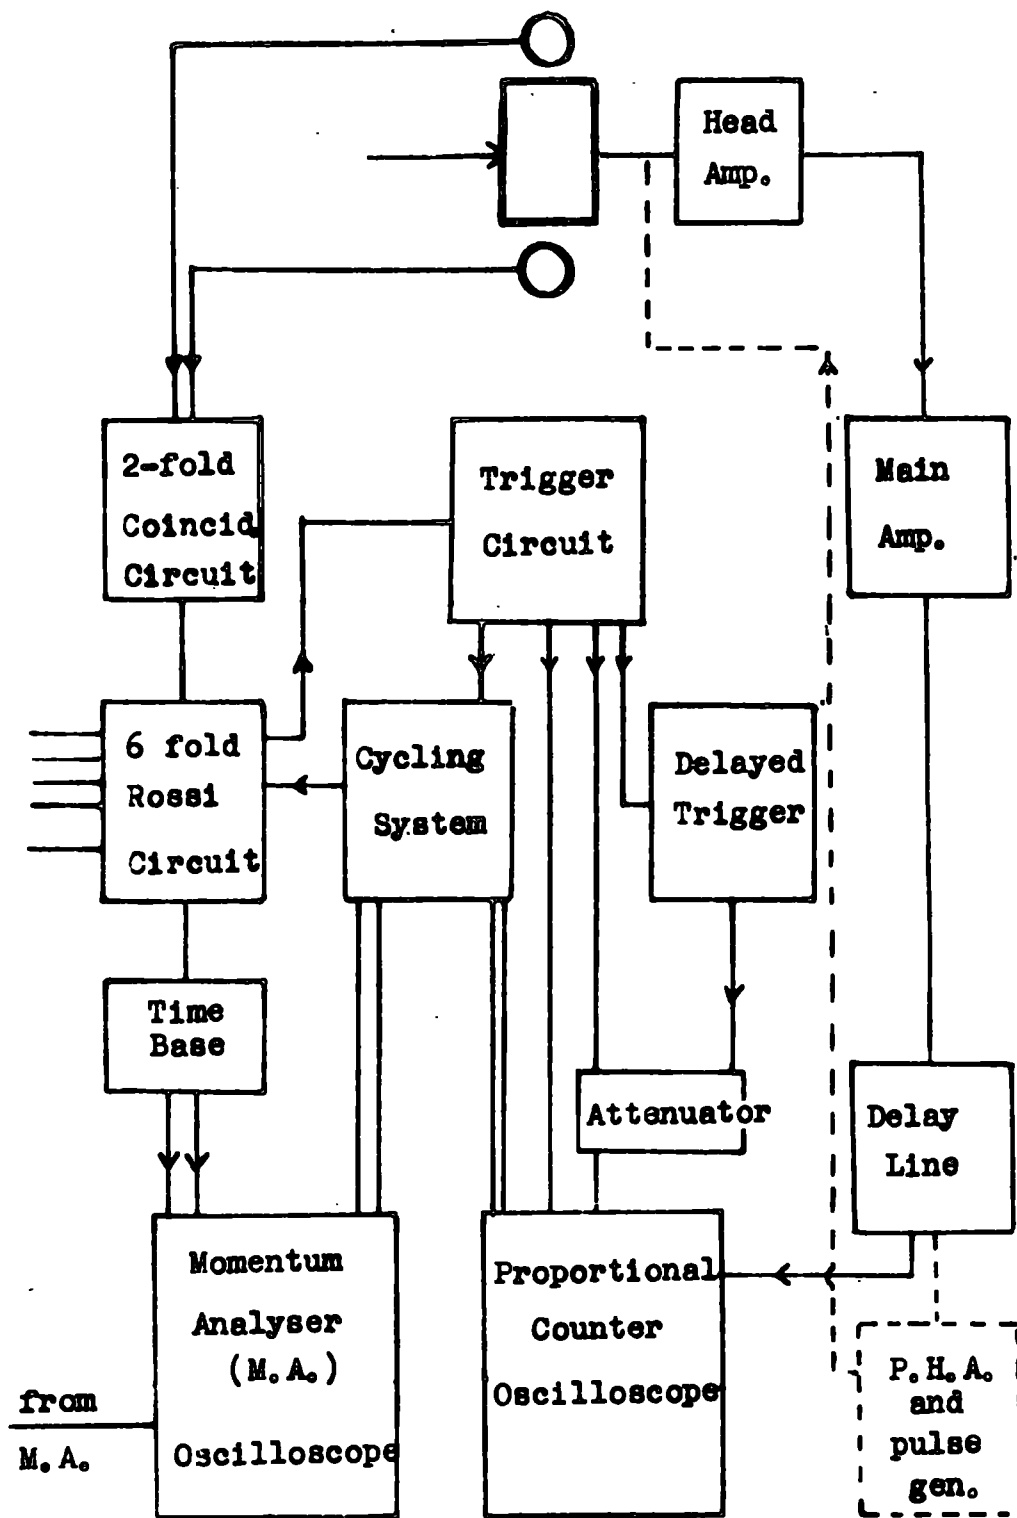 Head
Amp.
2-fold
Coincid.
Circuit
Trigger
Circuit
Main
Amp.
6 fold
Rossi
Circuit
Cycling
System
Delayed
Trigger
Time
Base
Attenuator
Delay
Line
Momentum
Analyser
(M.A.)
Oscilloscope
Proportional
Counter
Oscilloscope
P.H.A.
and
pulse
gen.
from
M.A.